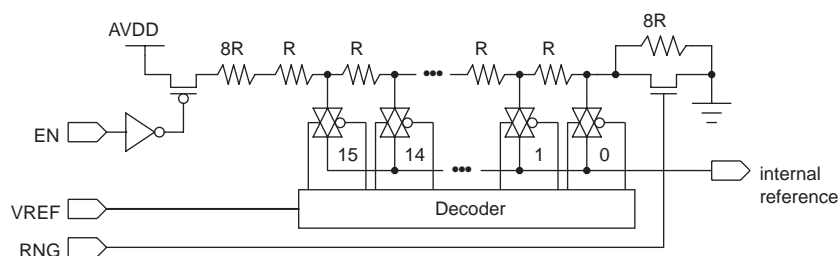 8R
AVDD
8R
R
R
R
R
EN
15
14
1
0
internal
reference
VREF
Decoder
RNG